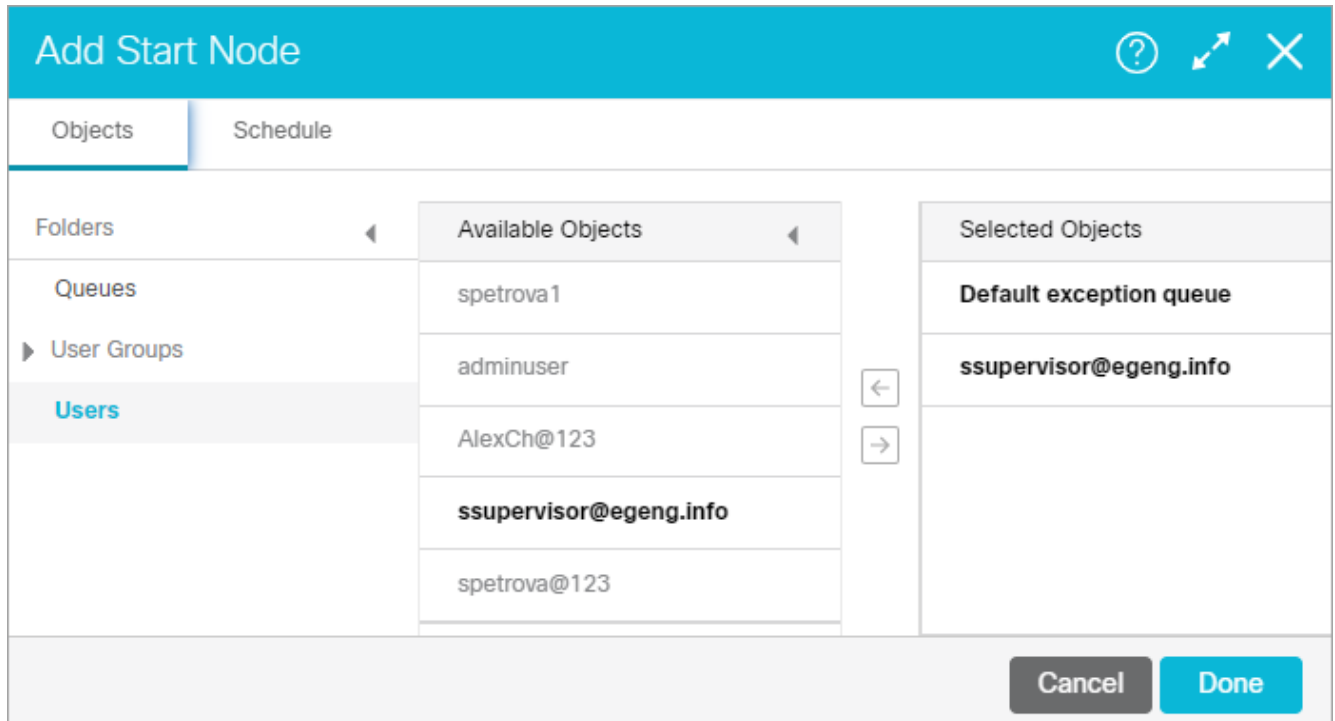 Add Start Node
?
Objects Schedule
Folders
Queues
User Groups
Users
Available Objects
spetrova1
adminuser
AlexCh@123
ssupervisor@egeng.info
spetrova@123
Selected Objects
Default exception queue
ssupervisor@egeng.info
Cancel Done